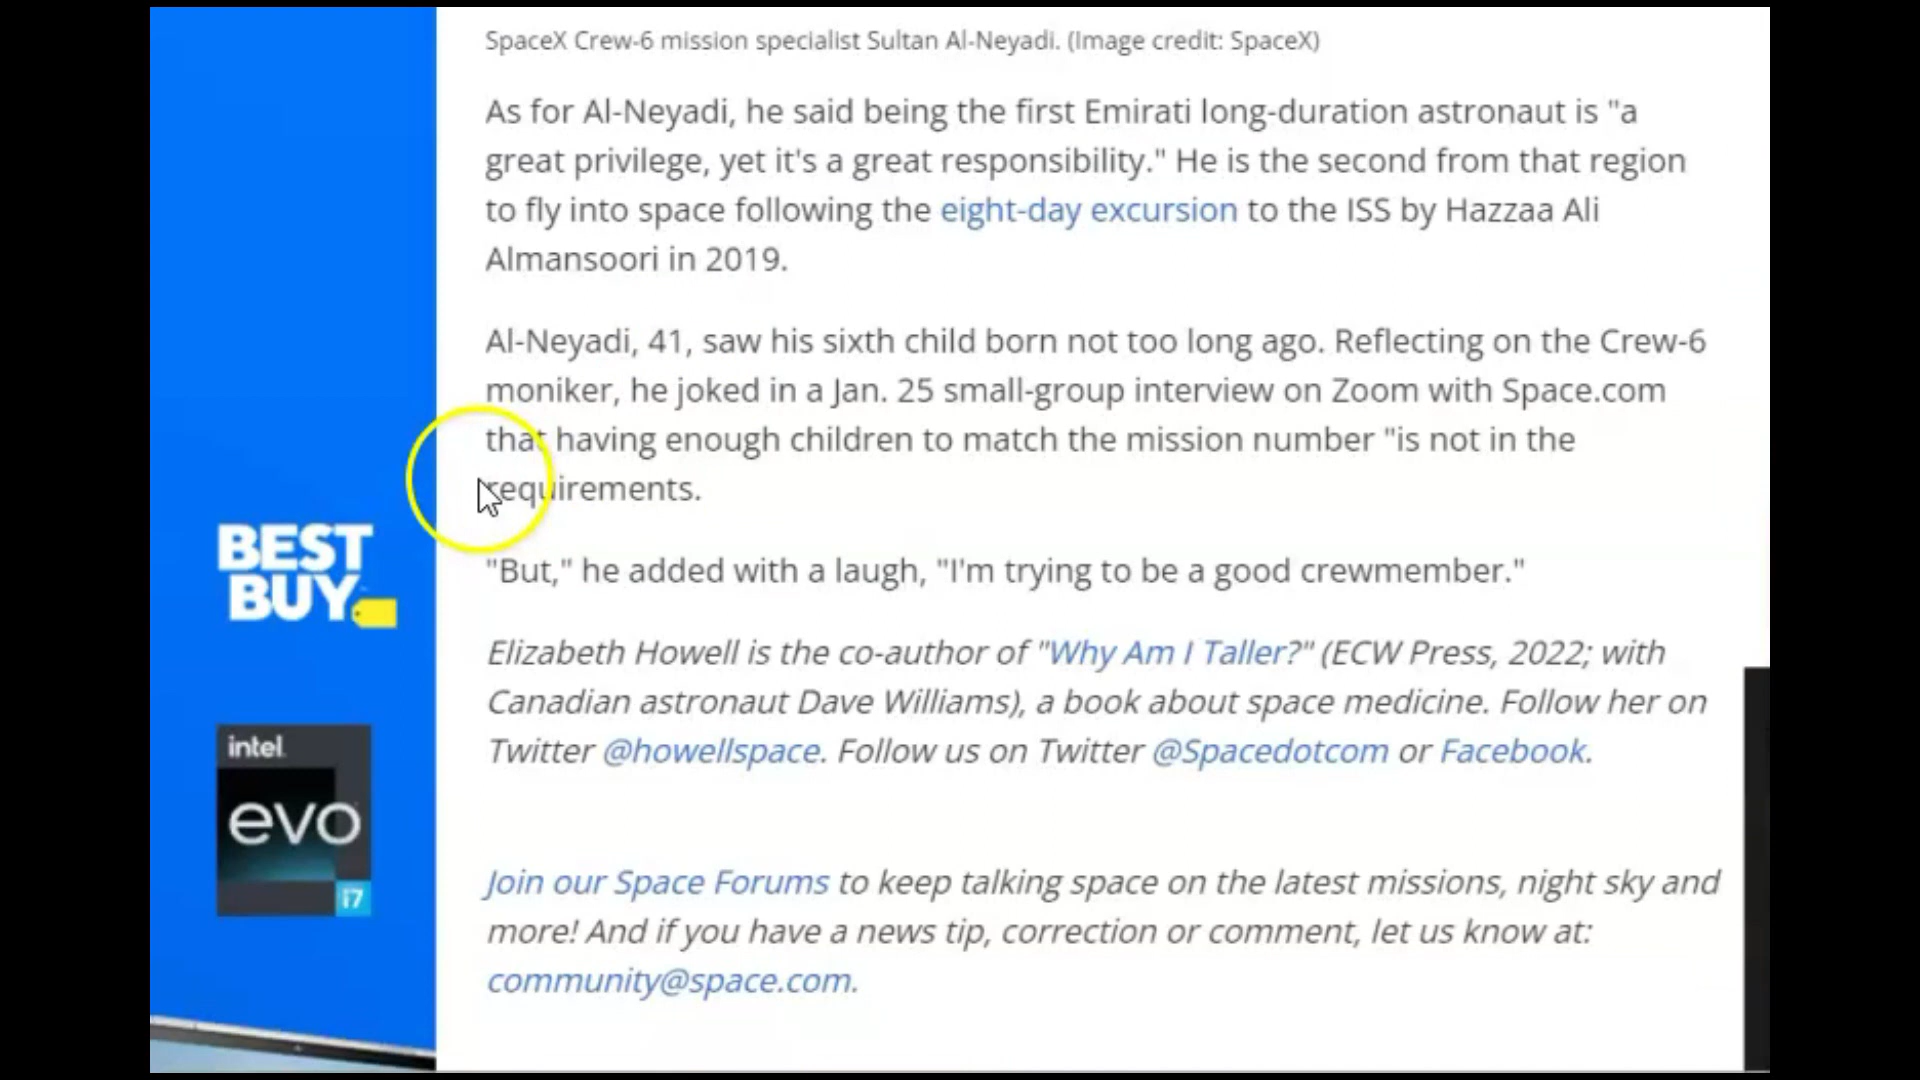 SpaceX Crew-6 mission specialist Sultan Al-Neyadi. (Image credit: SpaceX)
As for Al-Neyadi, he said being the first Emirati long-duration astronaut is "a
great privilege, yet it's a great responsibility." He is the second from that region
to fly into space following the eight-day excursion to the ISS by Hazzaa Ali
Almansoori in 2019.
Al-Neyadi, 41, saw his sixth child born not too long ago. Reflecting on the Crew-6
moniker, he joked in a Jan. 25 small-group interview on Zoom with Space.com
that having enough children to match the mission number "is not in the
requirements.
"But," he added with a laugh, "I'm trying to be a good crewmember."
Elizabeth Howell is the co-author of "Why Am I Taller?" (ECW Press, 2022; with
Canadian astronaut Dave Williams), a book about space medicine. Follow her on
Twitter @howellspace. Follow us on Twitter @Spacedotcom or Facebook.
Join our Space Forums to keep talking space on the latest missions, night sky and
more! And if you have a news tip, correction or comment, let us know at:
community@space.com.
BEST
BUY
intel
evo
i7